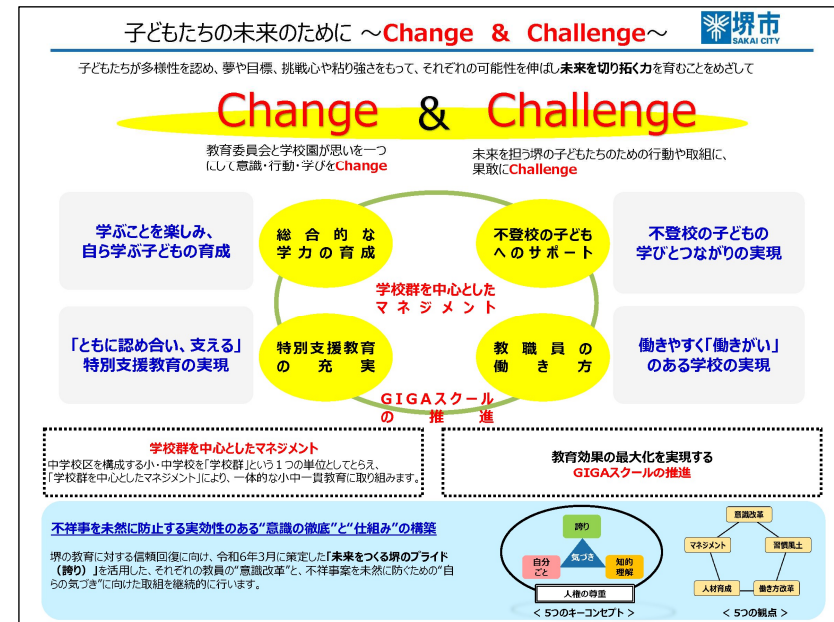 子どもたちの未来のために ～Change & Challenge～
堺市
SAKAI CITY
子どもたちが多様性を認め、夢や目標、挑戦心や粘り強さをもって、それぞれの可能性を伸ばし未来を切り拓く力を育むことをめざして
Change & Challenge
教育委員会と学校園が思いを一つ
にして意識・行動・学びをChange
未来を担う堺の子どもたちのための行動や取組に、
果敢にChallenge
学ぶことを楽しみ、
自ら学ぶ子どもの育成
総合的な
学力の育成
不登校の子ども
へのサポート
不登校の子どもの
学びとつながりの実現
学校群を中心とした
マネジメント
「ともに認め合い、支える」
特別支援教育の実現
特別支援教育
の充実
教職員の
働き方
働きやすく「働きがい」
のある学校の実現
GIGAスクール
の推進
学校群を中心としたマネジメント
中学校区を構成する小・中学校を「学校群」という１つの単位としてとらえ、
「学校群を中心としたマネジメント」により、一体的な小中一貫教育に取り組みます。
教育効果の最大化を実現する
GIGAスクールの推進
不祥事を未然に防止する実効性のある“意識の徹底”と“仕組み”の構築
堺の教育に対する信頼回復に向け、令和6年3月に策定した「未来をつくる堺のプライド
（誇り）」を活用した、それぞれの教員の“意識改革”と、不祥事案を未然に防ぐための“自
らの気づき”に向けた取組を継続的に行います。
誇り
気づき
自分
ごと
知的
理解
人権の尊重
＜ 5つのキーコンセプト ＞
意識改革
マネジメント
習慣風土
人材育成
働き方改革
＜ 5つの観点 ＞